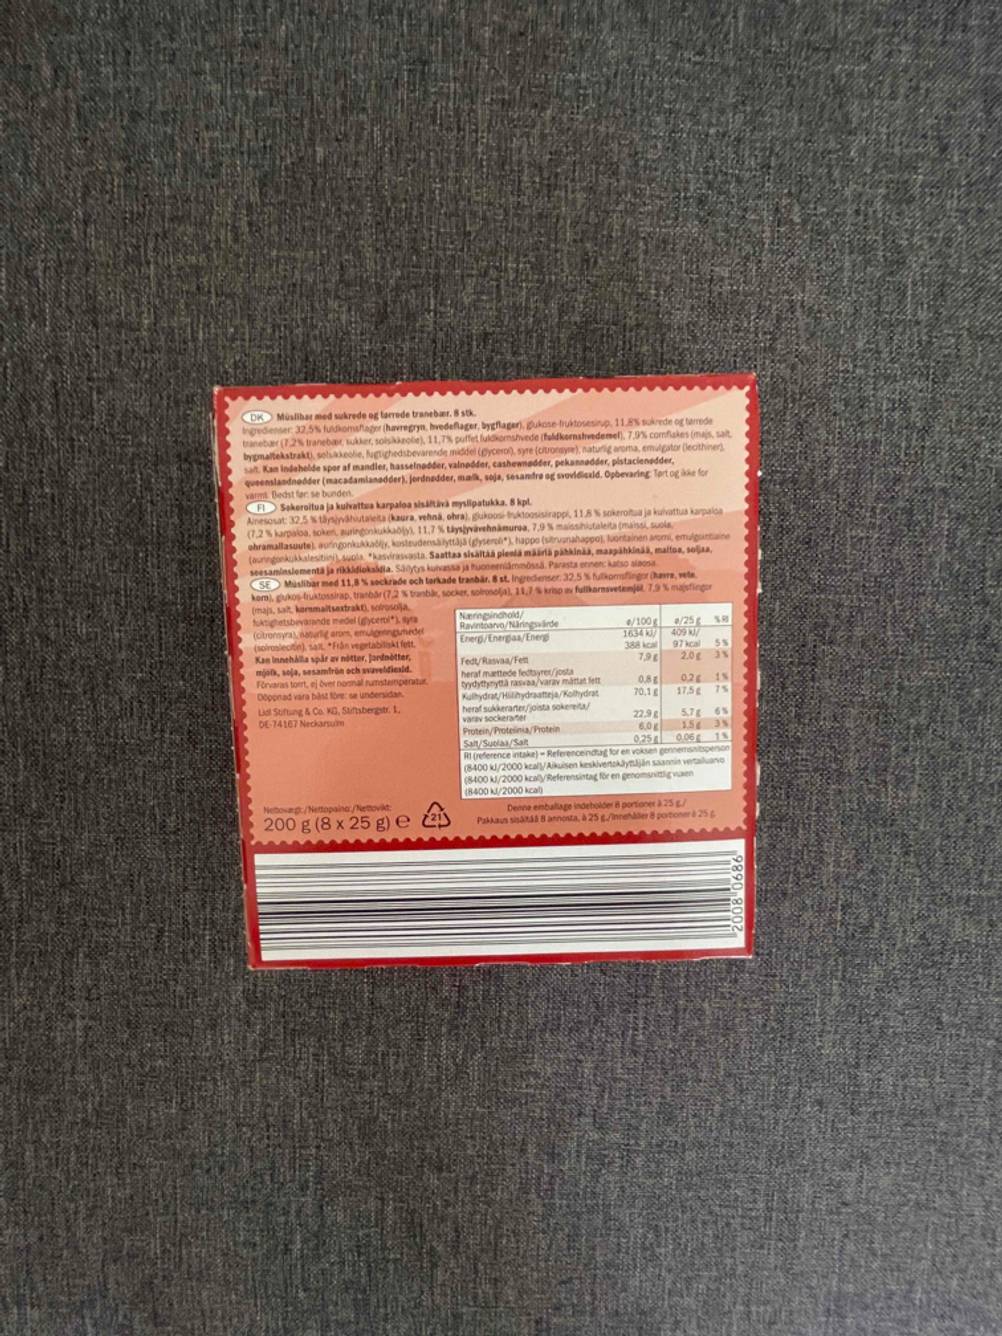 DK Müslibar med sukrede og tørrede tranebær. 8 stk.
Ingredienser: 32,5% fuldkornsflager (havregryn, hvedeflager, bygflager), glukose-fruktosesirup, 11,8% sukrede og tørrede
tranebær (7,2% tranebær, sukker, solsikkeolie), 11,7% puffet fuldkornshvede (fuldkornshvedemel), 7,9% cornflakes (majs, salt,
bygmaltekstrakt), solsikkeolie, fugtighedsbevarende middel (glycerol), syre (citronsyre), naturlig aroma, emulgator (lecithiner),
salt. Kan indeholde spor af mandler, hasselnødder, valnødder, cashewnødder, pekannødder, pistacienødder,
queenslandnødder (macadamianødder), jordnødder, mælk, soja, sesamfrø og svovldioxid. Opbevaring: Tørt og ikke for
varmt. Bedst før: se bunden.
FI Sokeroitua ja kuivattua karpaloa sisältävä myslipatukka. 8 kpl.
Ainesosat: 32,5 % täysjyvähiutaleita (kaura, vehnä, ohra), glukoosi-fruktoosisiirappi, 11,8 % sokeroitua ja kuivattua karpaloa
(7,2 % karpaloa, sokeri, auringonkukkaöljy), 11,7 % täysjyvävehnämuroa, 7,9 % maissihiutaleita (maissi, suola,
ohramallasuute), auringonkukkaöljy, kosteudensäilyttäjä (glyseroli*), happo (sitruunahappo), luontainen aromi, emulgointiaine
(auringonkukkalesitiini), suola. *kasvirasvasta. Saattaa sisältää pieniä määriä pähkinää, maapähkinää, maitoa, soijaa,
seesaminsiementä ja rikkidioksidia. Säilytys kuivassa ja huoneenlämmössä. Parasta ennen: katso alaosa.
SE Müslibar med 11,8 % sockrade och torkade tranbär. 8 st. Ingredienser: 32,5 % fullkornsflingor (havre, vete,
korn), glukos-fruktossirap, tranbär (7,2 % tranbär, socker, solrosolja), 11,7 % krisp av fullkornsvetemjöl, 7,9 % majsflingor
(majs, salt, kornmaltsextrakt), solrosolja,
fuktighetsbevarande medel (glycerol*), syra
(citronsyra), naturlig arom, emulgeringsmedel
(solroslecitin), salt. *Från vegetabiliskt fett.
Kan innehålla spår av nötter, jordnötter,
mjölk, soja, sesamfrön och svaveldioxid.
Förvaras torrt, ej över normal rumstemperatur.
Oöppnad vara bäst före: se undersidan.
Lidl Stiftung & Co. KG, Stiftsbergstr. 1,
DE-74167 Neckarsulm
Næringsindhold/
Ravintoarvo/Näringsvärde ø/100 g ø/25 g %RI
Energi/Energiaa/Energi 1634 kJ/ 409 kJ/
388 kcal 97 kcal 5%
Fedt/Rasvaa/Fett 7,9 g 2,0 g 3%
heraf mættede fedtsyrer/josta
tyydyttynyttä rasvaa/varav mättat fett 0,8 g 0,2 g 1%
Kulhydrat/Hiilihydraatteja/Kolhydrat 70,1 g 17,5 g 7%
heraf sukkerarter/joista sokereita/
varav sockerarter 22,9 g 5,7 g 6%
Protein/Proteiinia/Protein 6,0 g 1,5 g 3%
Salt/Suolaa/Salt 0,25 g 0,06 g 1%
RI (reference intake) = Referenceindtag for en voksen gennemsnitsperson
(8400 kJ/2000 kcal)/Aikuisen keskivertokäyttäjän saannin vertailuarvo
(8400 kJ/2000 kcal)/Referensintag för en genomsnittlig vuxen
(8400 kJ/2000 kcal)
Nettovægt:/Nettopaino:/Nettovikt:
200 g (8 x 25 g) e
21
Denne emballage indeholder 8 portioner à 25 g./
Pakkaus sisältää 8 annosta, à 25 g./Innehåller 8 portioner à 25 g.
2008 0686